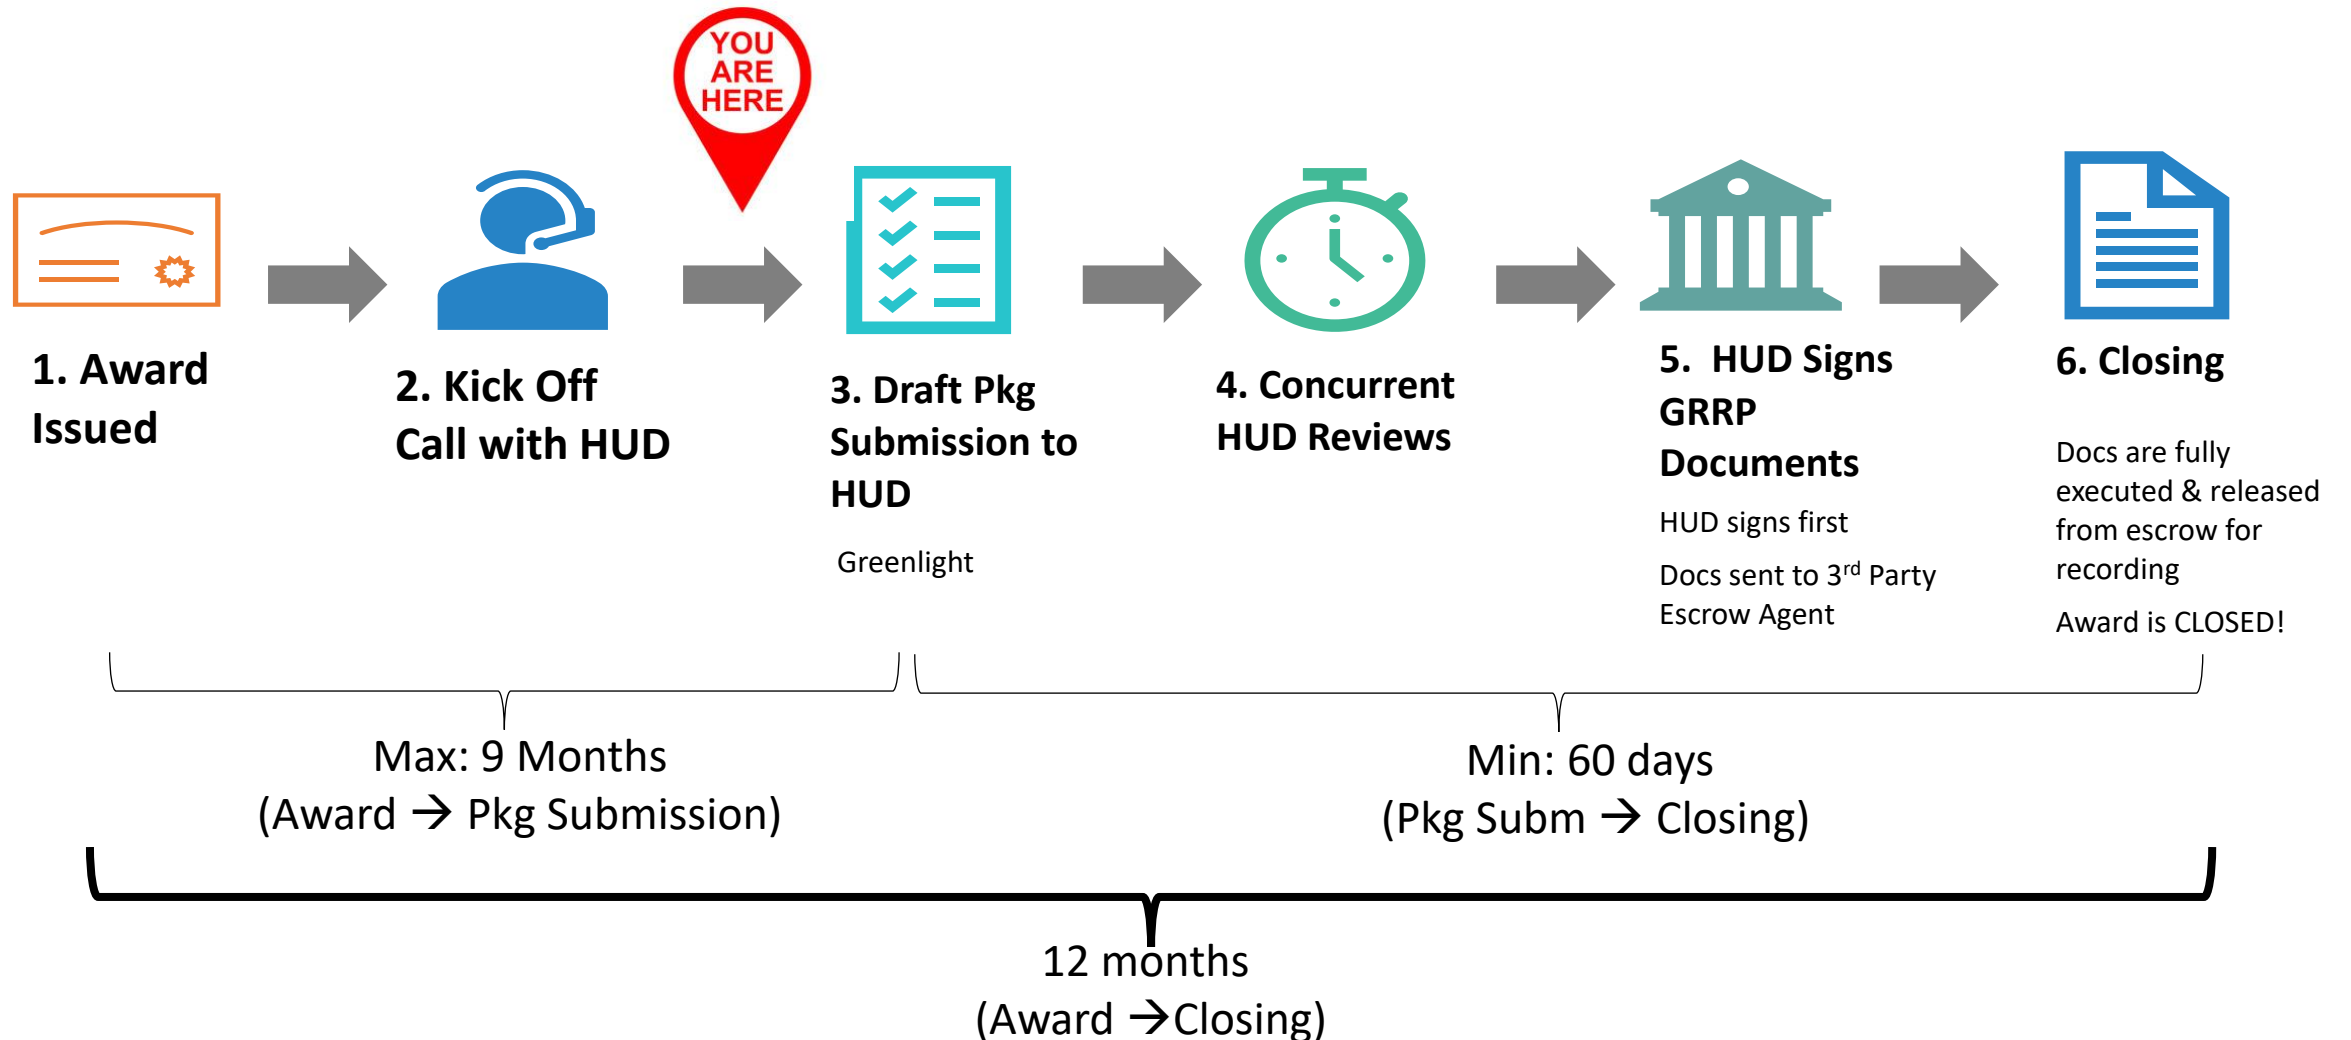 YOU
ARE
HERE
1. Award
Issued
2. Kick Off
Call with HUD
3. Draft Pkg
Submission to
HUD
Greenlight
4. Concurrent
HUD Reviews
5.  HUD Signs
GRRP
Documents
HUD signs first
Docs sent to 3rd Party
Escrow Agent
6. Closing
Docs are fully
executed & released
from escrow for
recording
Award is CLOSED!
Max: 9 Months
(Award → Pkg Submission)
Min: 60 days
(Pkg Subm → Closing)
12 months
(Award →Closing)